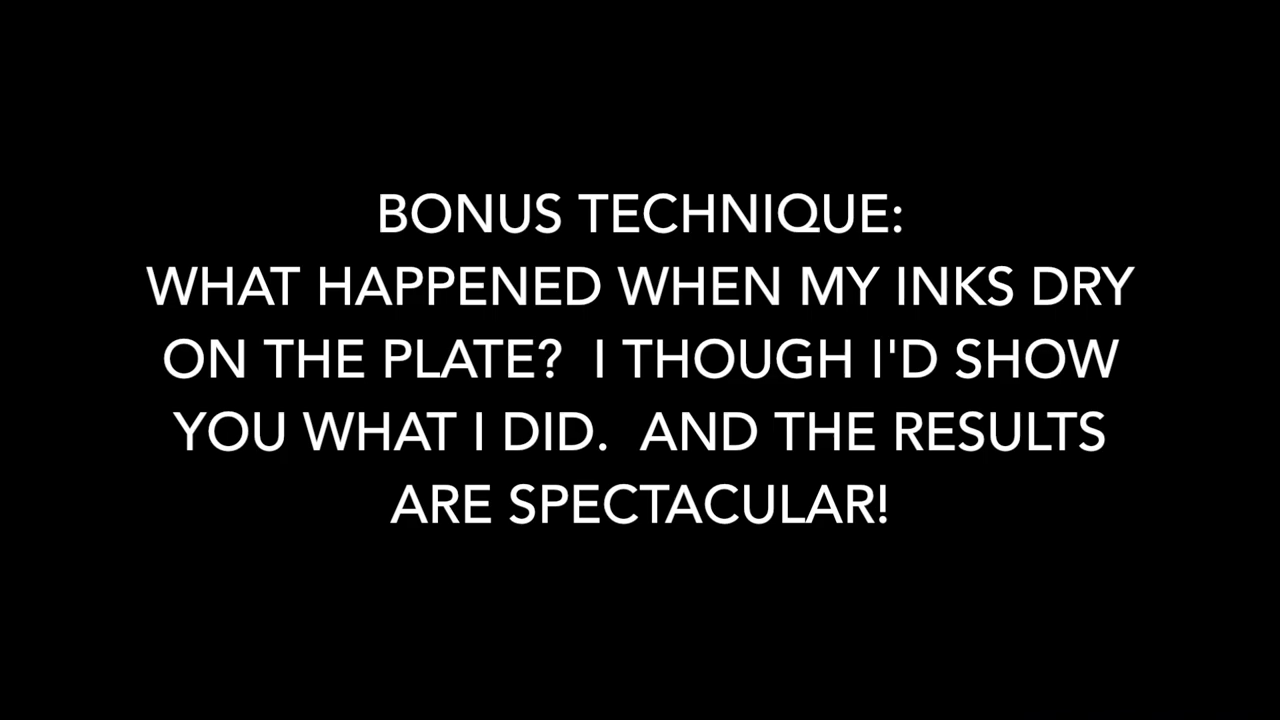 BONUS TECHNIQUE:
WHAT HAPPENED WHEN MY INKS DRY
ON THE PLATE?  I THOUGH I'D SHOW
YOU WHAT I DID.  AND THE RESULTS
ARE SPECTACULAR!